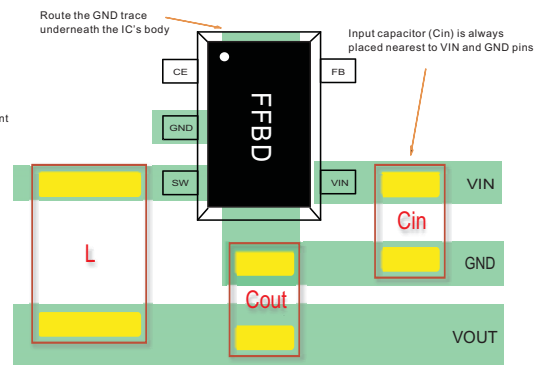 Route the GND trace
underneath the IC's body
Input capacitor (Cin) is always
placed nearest to VIN and GND pins
CE
FB
nt
GND
FFBD
SW
VIN
VIN
Cin
L
GND
Cout
VOUT